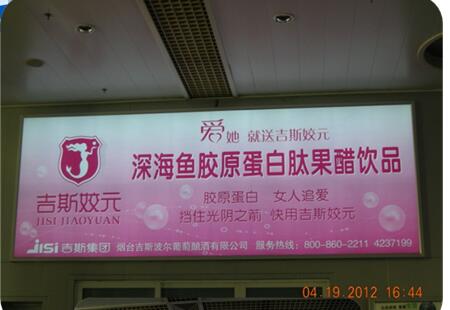 爱她 就送吉斯姣元
深海鱼胶原蛋白肽果醋饮品
吉斯姣元
JISI JIAOYUAN
胶原蛋白 女人追爱
挡住光阴之前 快用吉斯姣元
JISI 吉斯集团 烟台吉斯波尔葡萄酿酒有限公司 服务热线：800-860-2211 4237199
04.19.2012 16:44